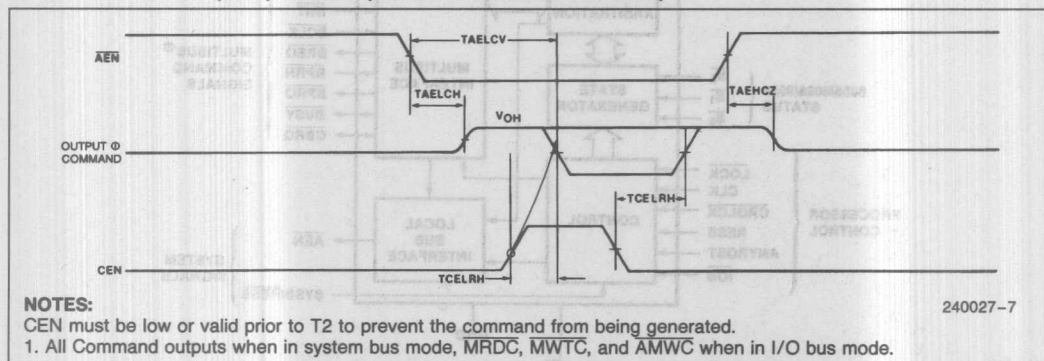 AEN
TAELCV
TAELCH
TAEHCZ
VOH
OUTPUT ①
COMMAND
TCELRH
CEN
TCELRH
NOTES:
240027-7
CEN must be low or valid prior to T2 to prevent the command from being generated.
1. All Command outputs when in system bus mode, MRDC, MWTC, and AMWC when in I/O bus mode.